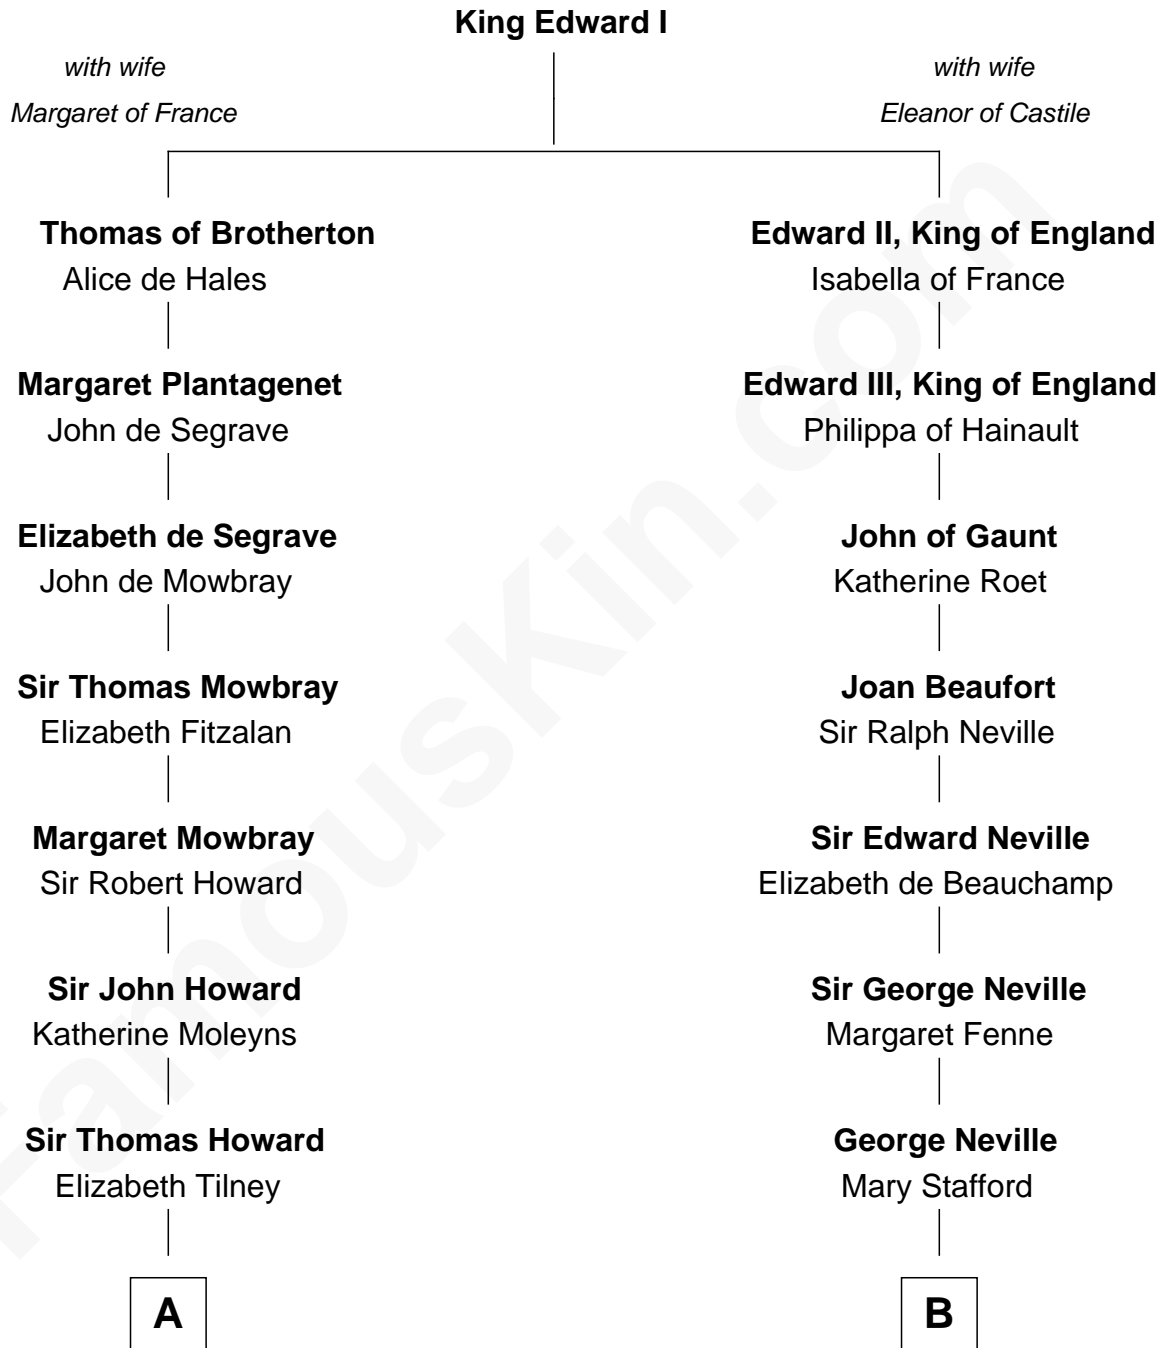 King Edward I
with wife
Margaret of France
with wife
Eleanor of Castile
Thomas of Brotherton
Alice de Hales
Edward II, King of England
Isabella of France
Margaret Plantagenet
John de Segrave
Edward III, King of England
Philippa of Hainault
Elizabeth de Segrave
John de Mowbray
John of Gaunt
Katherine Roet
Sir Thomas Mowbray
Elizabeth Fitzalan
Joan Beaufort
Sir Ralph Neville
Margaret Mowbray
Sir Robert Howard
Sir Edward Neville
Elizabeth de Beauchamp
Sir John Howard
Katherine Moleyns
Sir George Neville
Margaret Fenne
Sir Thomas Howard
Elizabeth Tilney
George Neville
Mary Stafford
A
B
FamousKin.com